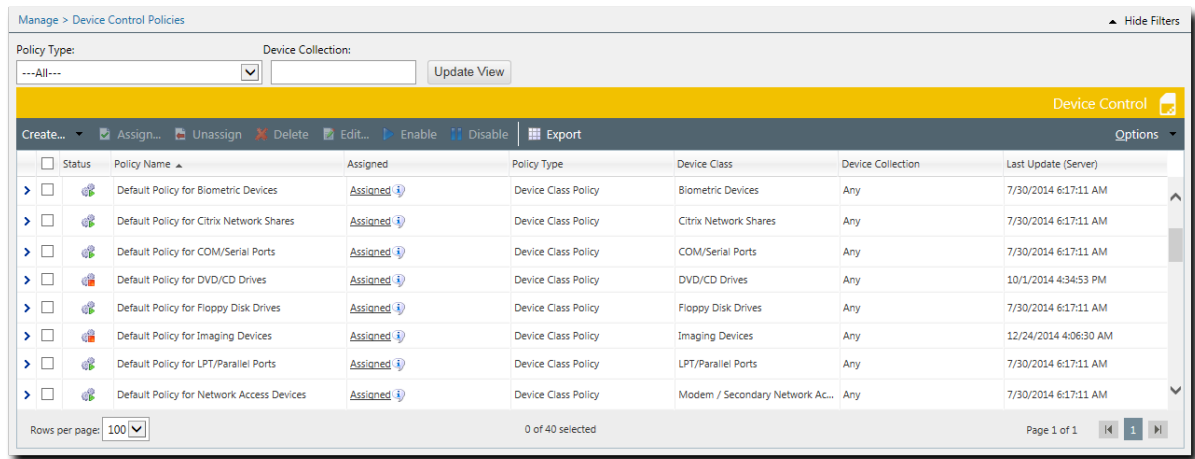 Manage > Device Control Policies Hide Filters
Policy Type: Device Collection:
---All--- Update View
Device Control
Create... Assign... Unassign Delete Edit... Enable Disable Export Options
Status Policy Name Assigned Policy Type Device Class Device Collection Last Update (Server)
Default Policy for Biometric Devices Assigned Device Class Policy Biometric Devices Any 7/30/2014 6:17:11 AM
Default Policy for Citrix Network Shares Assigned Device Class Policy Citrix Network Shares Any 7/30/2014 6:17:11 AM
Default Policy for COM/Serial Ports Assigned Device Class Policy COM/Serial Ports Any 7/30/2014 6:17:11 AM
Default Policy for DVD/CD Drives Assigned Device Class Policy DVD/CD Drives Any 10/1/2014 4:34:53 PM
Default Policy for Floppy Disk Drives Assigned Device Class Policy Floppy Disk Drives Any 7/30/2014 6:17:11 AM
Default Policy for Imaging Devices Assigned Device Class Policy Imaging Devices Any 12/24/2014 4:06:30 AM
Default Policy for LPT/Parallel Ports Assigned Device Class Policy LPT/Parallel Ports Any 7/30/2014 6:17:11 AM
Default Policy for Network Access Devices Assigned Device Class Policy Modem / Secondary Network Ac... Any 7/30/2014 6:17:11 AM
Rows per page: 100 0 of 40 selected Page 1 of 1 1